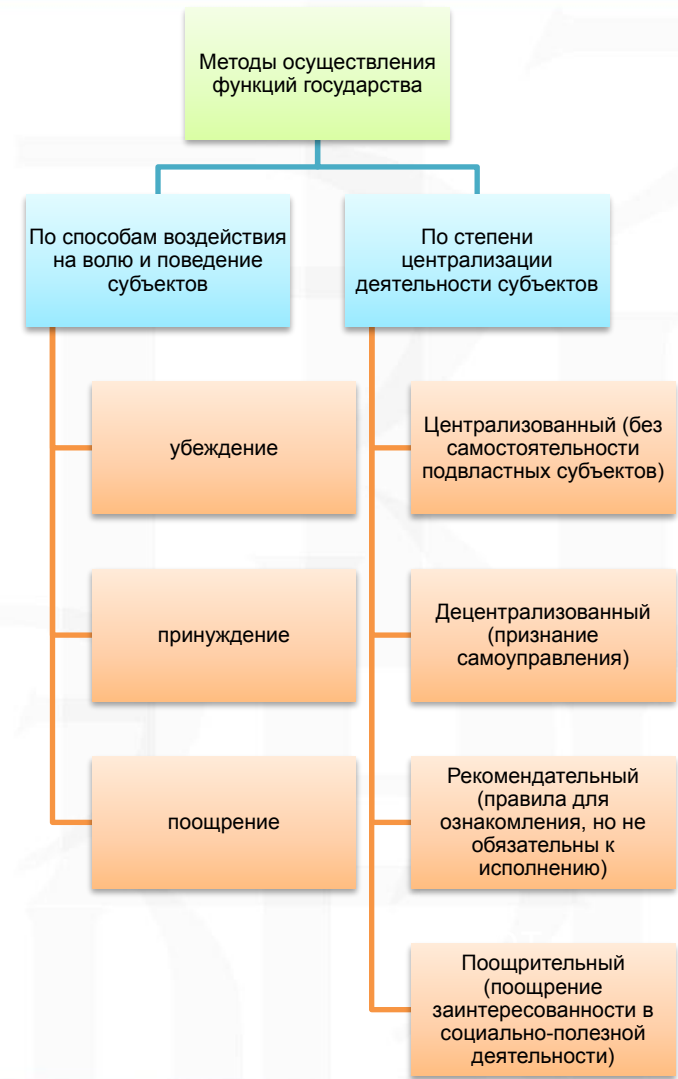 Методы осуществления
функций государства
По способам воздействия
на волю и поведение
субъектов
убеждение
принуждение
поощрение
По степени
централизации
деятельности субъектов
Централизованный (без
самостоятельности
подвластных субъектов)
Децентрализованный
(признание
самоуправления)
Рекомендательный
(правила для
ознакомления, но не
обязательны к
исполнению)
Поощрительный
(поощрение
заинтересованности в
социально-полезной
деятельности)